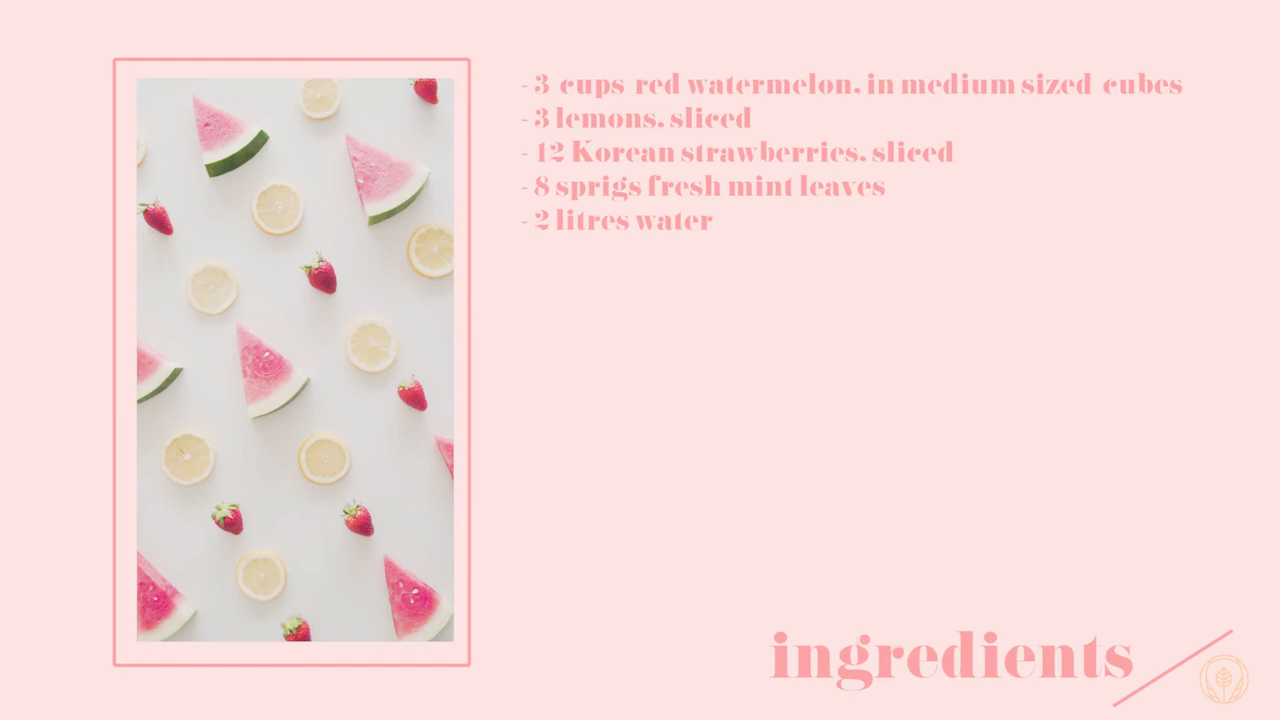 - 3 cups red watermelon, in medium sized cubes
- 3 lemons, sliced
- 12 Korean strawberries, sliced
- 8 sprigs fresh mint leaves
- 2 litres water
ingredients